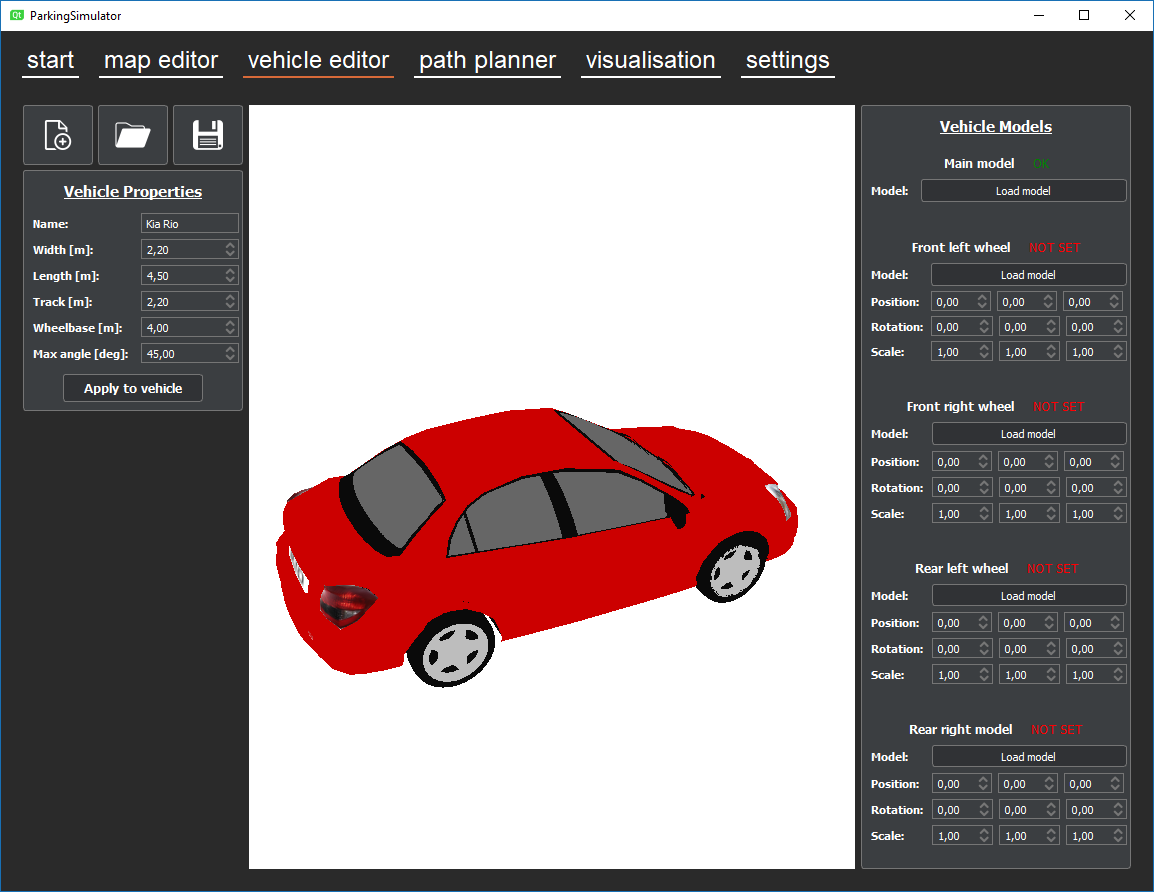 ParkingSimulator
start map editor vehicle editor path planner visualisation settings
Vehicle Properties
Name: Kia Rio
Width [m]: 2,20
Length [m]: 4,50
Track [m]: 2,20
Wheelbase [m]: 4,00
Max angle [deg]: 45,00
Apply to vehicle
Vehicle Models
Main model OK
Model: Load model
Front left wheel NOT SET
Model: Load model
Position: 0,00 0,00 0,00
Rotation: 0,00 0,00 0,00
Scale: 1,00 1,00 1,00
Front right wheel NOT SET
Model: Load model
Position: 0,00 0,00 0,00
Rotation: 0,00 0,00 0,00
Scale: 1,00 1,00 1,00
Rear left wheel NOT SET
Model: Load model
Position: 0,00 0,00 0,00
Rotation: 0,00 0,00 0,00
Scale: 1,00 1,00 1,00
Rear right model NOT SET
Model: Load model
Position: 0,00 0,00 0,00
Rotation: 0,00 0,00 0,00
Scale: 1,00 1,00 1,00